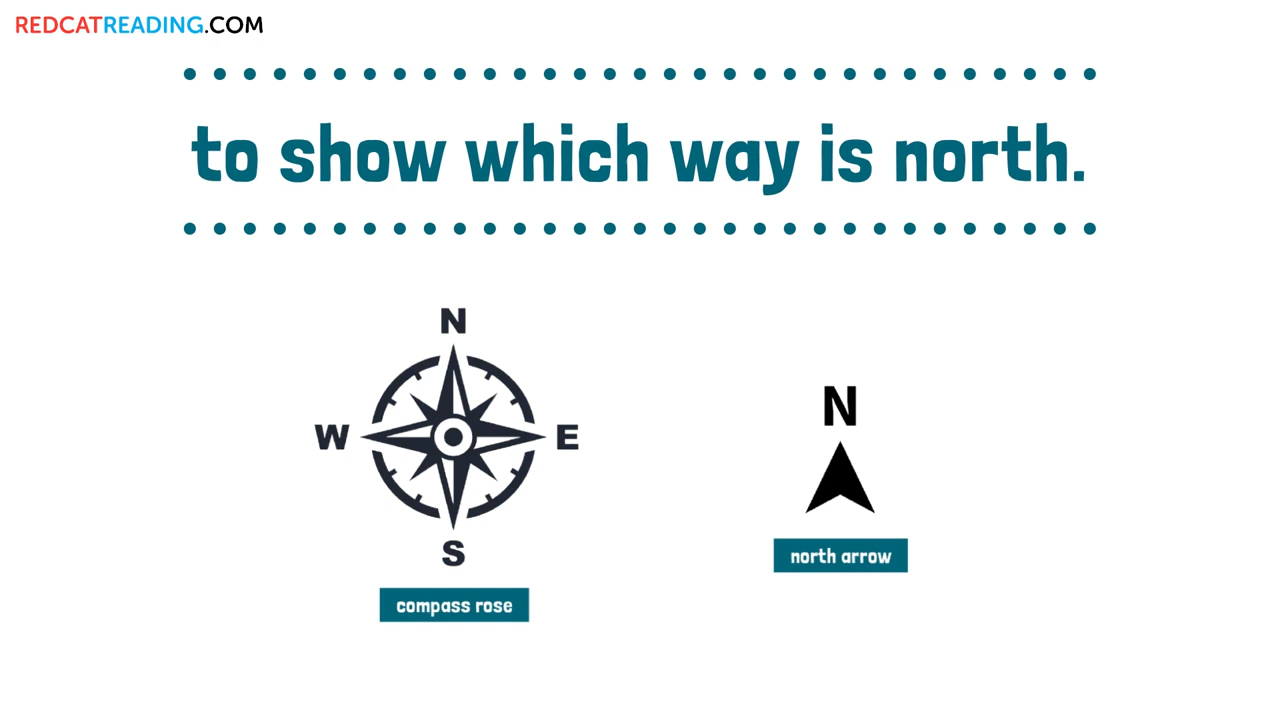 REDCATREADING.COM
to show which way is north.
N
W
E
S
compass rose
N
north arrow